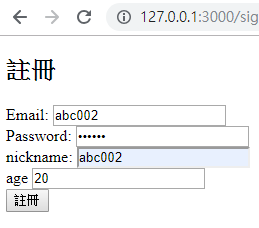 127.0.0.1:3000/sig
註冊
Email: abc002
Password: ••••••
nickname: abc002
age 20
註冊